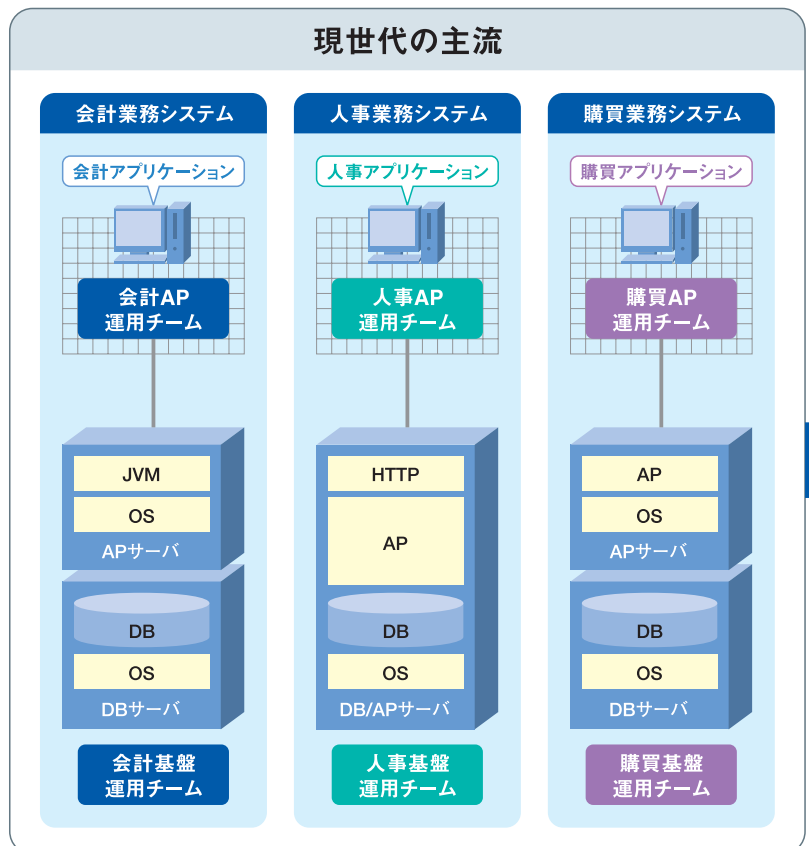 現世代の主流
会計業務システム
会計アプリケーション
会計AP
運用チーム
JVM
OS
APサーバ
DB
OS
DBサーバ
会計基盤
運用チーム
人事業務システム
人事アプリケーション
人事AP
運用チーム
HTTP
AP
DB
OS
DB/APサーバ
人事基盤
運用チーム
購買業務システム
購買アプリケーション
購買AP
運用チーム
AP
OS
APサーバ
DB
OS
DBサーバ
購買基盤
運用チーム